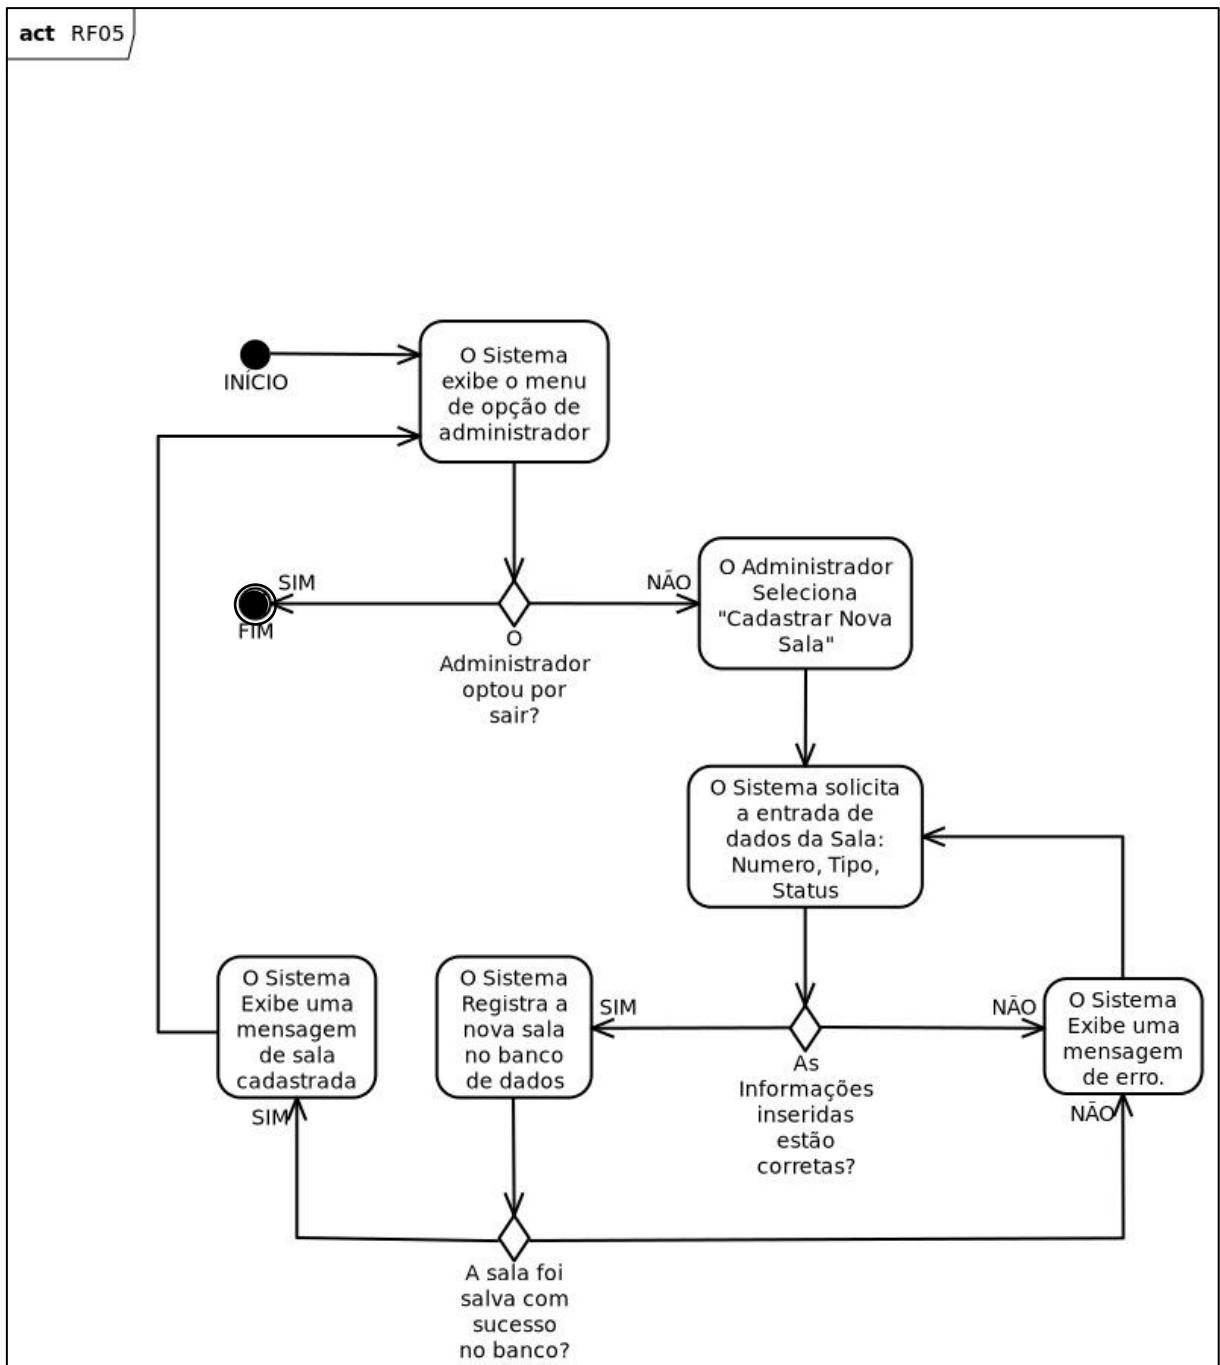 act RF05
O Sistema
exibe o menu
de opção de
administrador
INÍCIO
SIM
FIM
O
Administrador
optou por
sair?
NÃO
O Administrador
Seleciona
"Cadastrar Nova
Sala"
O Sistema solicita
a entrada de
dados da Sala:
Numero, Tipo,
Status
O Sistema
Exibe uma
mensagem
de sala
cadastrada
O Sistema
Registra a
nova sala
no banco
de dados
SIM
As
Informações
inseridas
estão
corretas?
NÃO
O Sistema
Exibe uma
mensagem
de erro.
SIM
NÃO
A sala foi
salva com
sucesso
no banco?